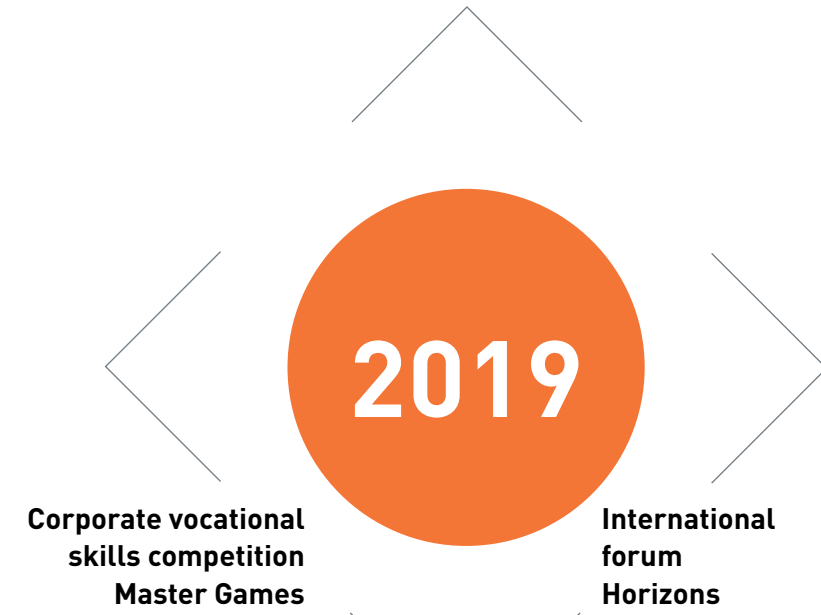 2019
Corporate vocational
skills competition
Master Games
International
forum
Horizons